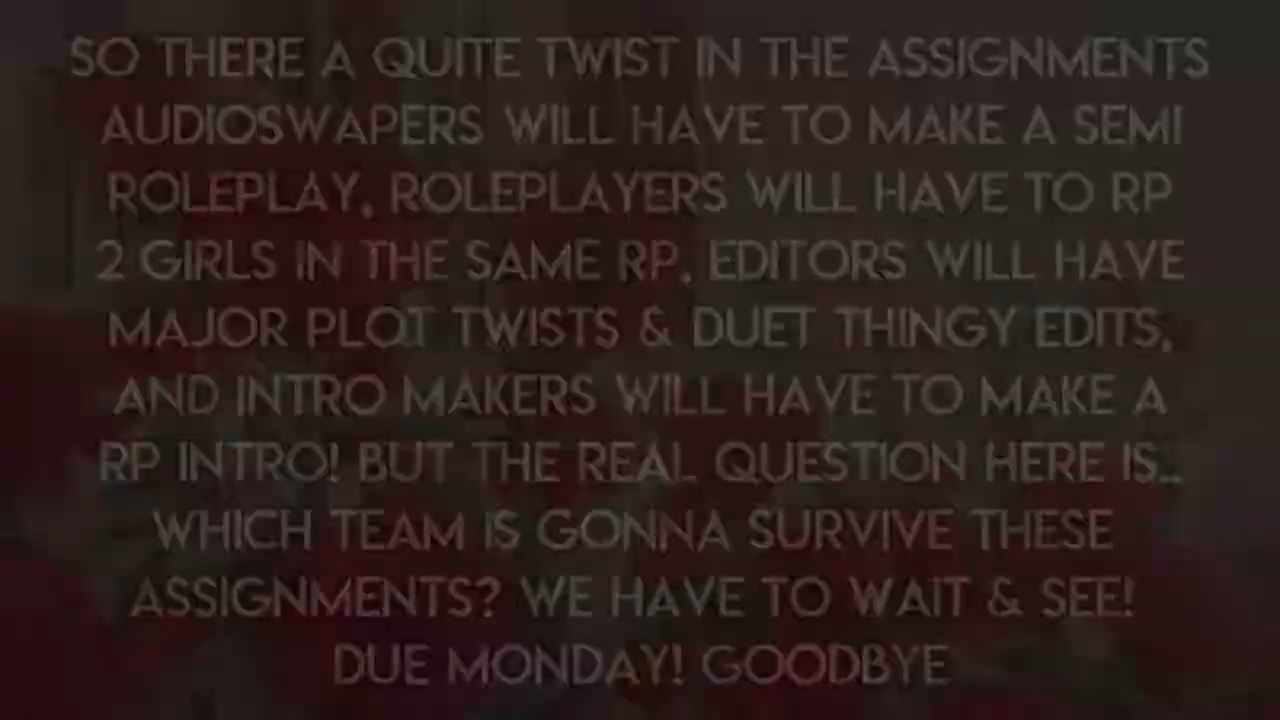 SO THERE A QUITE TWIST IN THE ASSIGNMENTS
AUDIOSWAPERS WILL HAVE TO MAKE A SEMI
ROLEPLAY, ROLEPLAYERS WILL HAVE TO RP
2 GIRLS IN THE SAME RP, EDITORS WILL HAVE
MAJOR PLOT TWISTS & DUET THINGY EDITS,
AND INTRO MAKERS WILL HAVE TO MAKE A
RP INTRO! BUT THE REAL QUESTION HERE IS...
WHICH TEAM IS GONNA SURVIVE THESE
ASSIGNMENTS? WE HAVE TO WAIT & SEE!
DUE MONDAY! GOODBYE